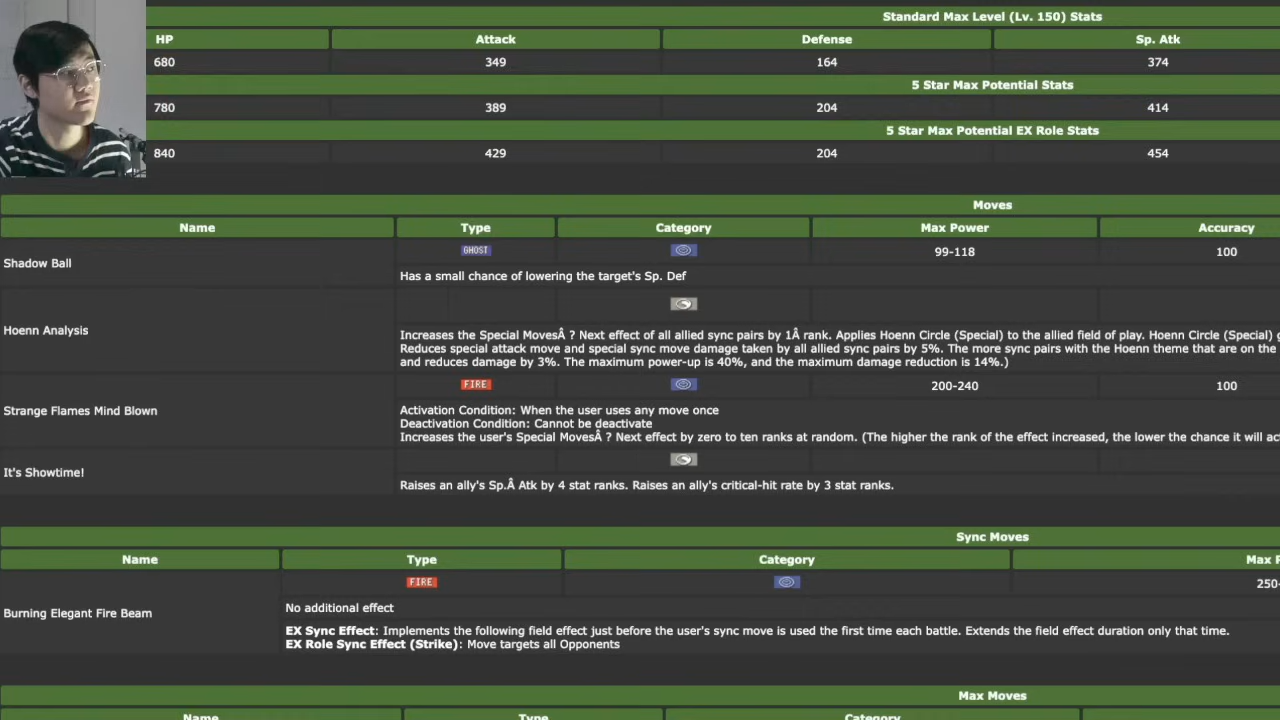 Standard Max Level (Lv. 150) Stats
HP Attack Defense Sp. Atk
680 349 164 374
5 Star Max Potential Stats
780 389 204 414
5 Star Max Potential EX Role Stats
840 429 204 454
Moves
Name Type Category Max Power Accuracy
Shadow Ball GHOST 99-118 100
Has a small chance of lowering the target's Sp. Def
Hoenn Analysis
Increases the Special MovesÂ ? Next effect of all allied sync pairs by 1Â rank. Applies Hoenn Circle (Special) to the allied field of play. Hoenn Circle (Special) g
Reduces special attack move and special sync move damage taken by all allied sync pairs by 5%. The more sync pairs with the Hoenn theme that are on the
and reduces damage by 3%. The maximum power-up is 40%, and the maximum damage reduction is 14%.)
Strange Flames Mind Blown FIRE 200-240 100
Activation Condition: When the user uses any move once
Deactivation Condition: Cannot be deactivate
Increases the user's Special MovesÂ ? Next effect by zero to ten ranks at random. (The higher the rank of the effect increased, the lower the chance it will ac
It's Showtime!
Raises an ally's Sp.Â Atk by 4 stat ranks. Raises an ally's critical-hit rate by 3 stat ranks.
Sync Moves
Name Type Category Max P
Burning Elegant Fire Beam FIRE 250-
No additional effect
EX Sync Effect: Implements the following field effect just before the user's sync move is used the first time each battle. Extends the field effect duration only that time.
EX Role Sync Effect (Strike): Move targets all Opponents
Max Moves
Name Type Category